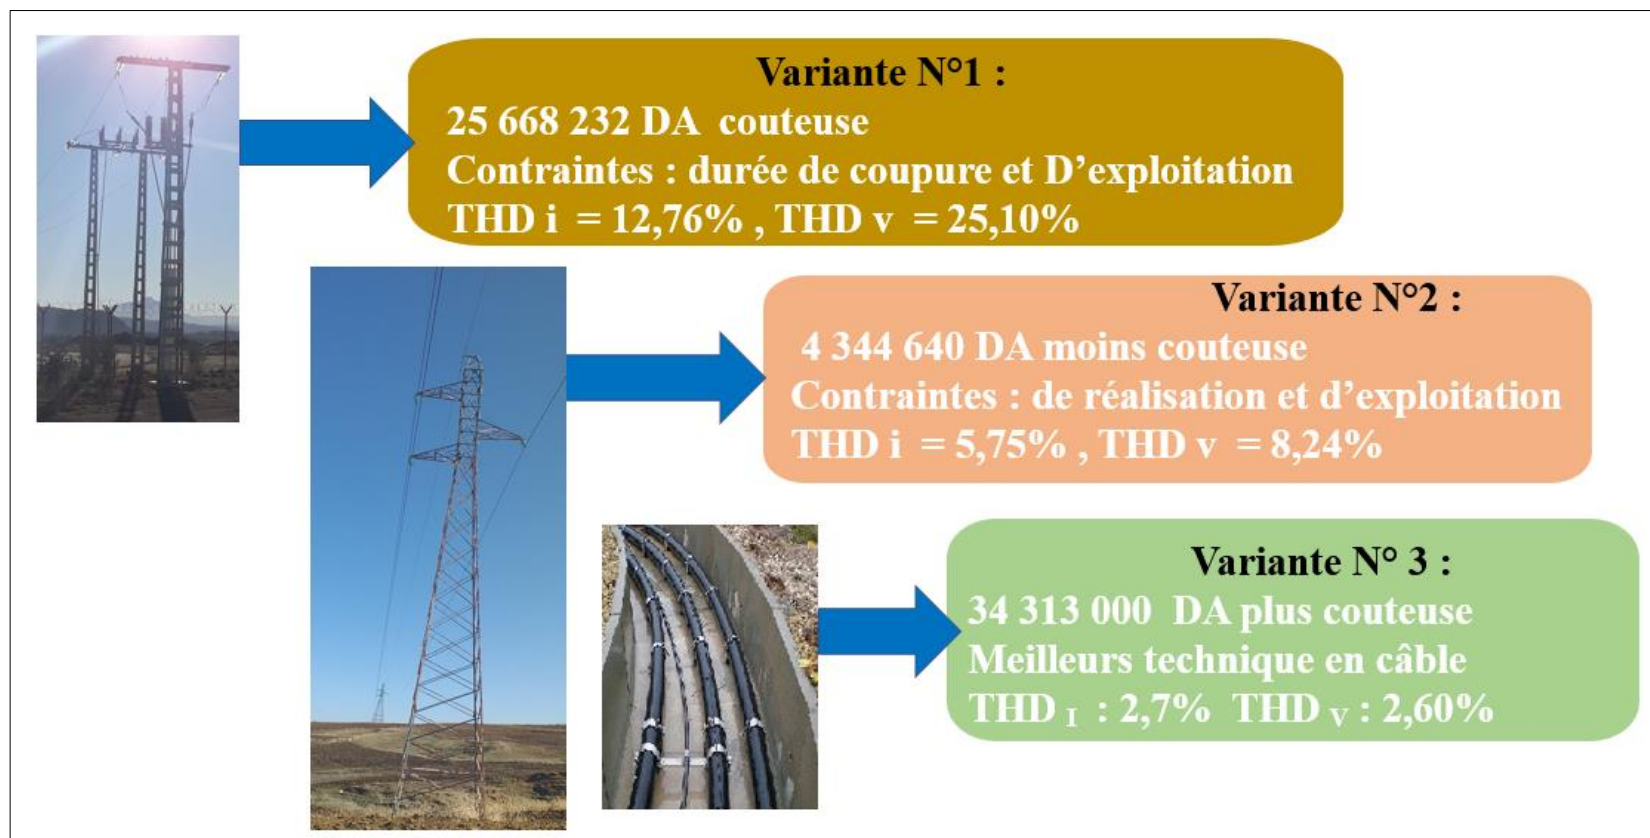 Variante N°1 :
25 668 232 DA couteuse
Contraintes : durée de coupure et D’exploitation
THD i = 12,76% , THD v = 25,10%
Variante N°2 :
4 344 640 DA moins couteuse
Contraintes : de réalisation et d’exploitation
THD i = 5,75% , THD v = 8,24%
Variante N° 3 :
34 313 000 DA plus couteuse
Meilleurs technique en câble
THD I : 2,7% THD V : 2,60%